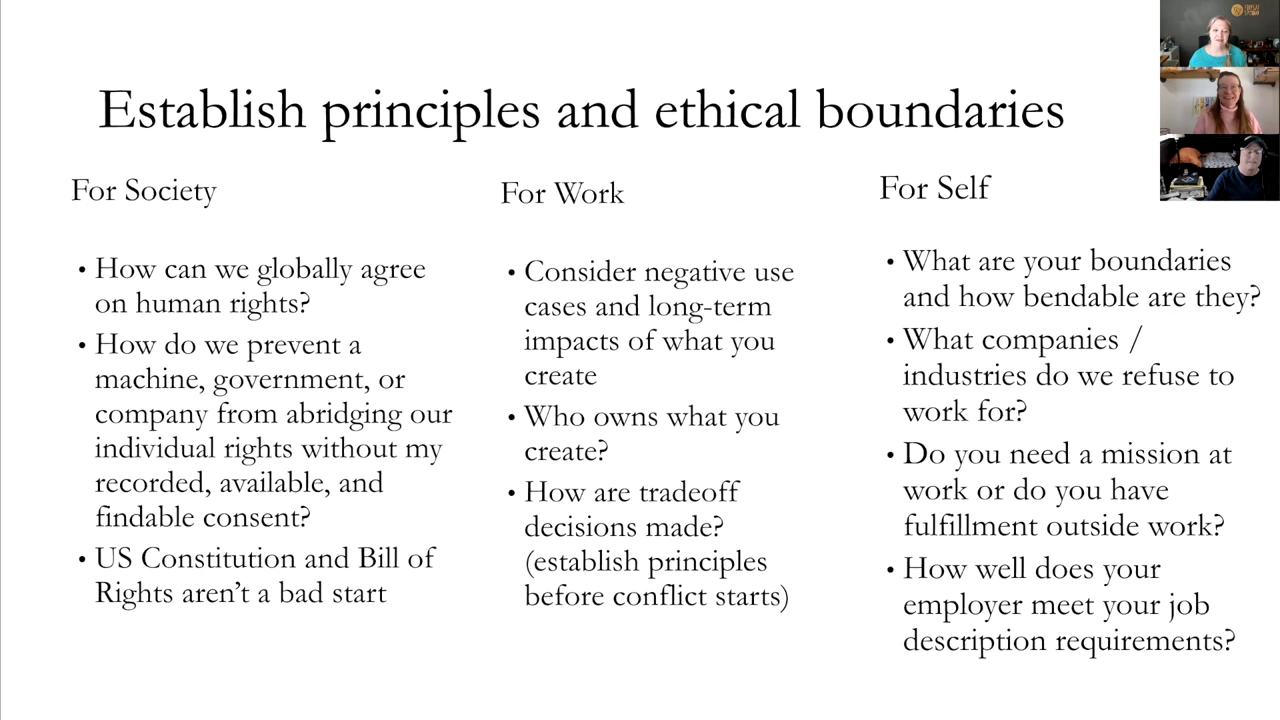 Establish principles and ethical boundaries
For Society
• How can we globally agree
on human rights?
• How do we prevent a
machine, government, or
company from abridging our
individual rights without my
recorded, available, and
findable consent?
• US Constitution and Bill of
Rights aren’t a bad start
For Work
• Consider negative use
cases and long-term
impacts of what you
create
• Who owns what you
create?
• How are tradeoff
decisions made?
(establish principles
before conflict starts)
For Self
• What are your boundaries
and how bendable are they?
• What companies /
industries do we refuse to
work for?
• Do you need a mission at
work or do you have
fulfillment outside work?
• How well does your
employer meet your job
description requirements?